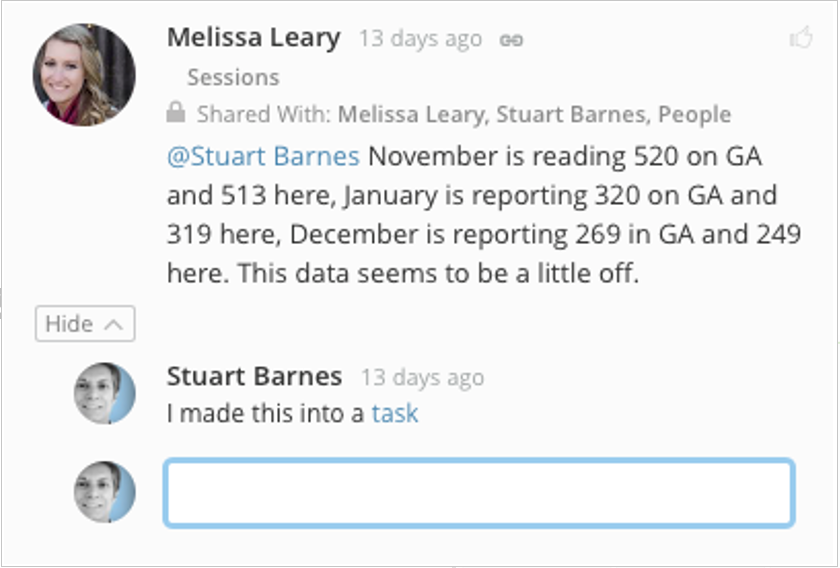 Melissa Leary 13 days ago
Sessions
Shared With: Melissa Leary, Stuart Barnes, People
@Stuart Barnes November is reading 520 on GA
and 513 here, January is reporting 320 on GA and
319 here, December is reporting 269 in GA and 249
here. This data seems to be a little off.
Hide
Stuart Barnes 13 days ago
I made this into a task